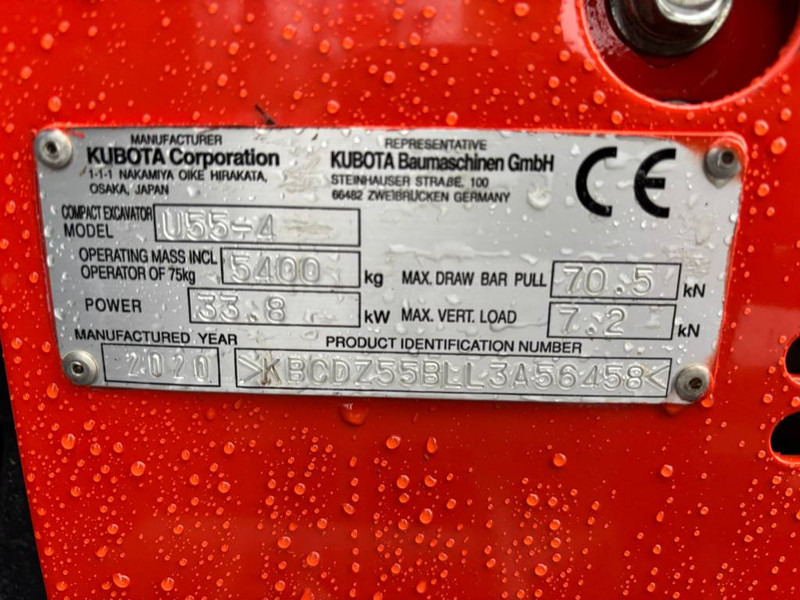 MANUFACTURER
KUBOTA Corporation
1-1-1 NAKAMIYA OIKE HIRAKATA,
OSAKA, JAPAN
REPRESENTATIVE
KUBOTA Baumaschinen GmbH
STEINHAUSER STRAßE, 100
66482 ZWEIBRÜCKEN GERMANY
CE
COMPACT EXCAVATOR
MODEL U55-4
OPERATING MASS INCL
OPERATOR OF 75kg 5400 kg
MAX. DRAW BAR PULL 70.5 kN
POWER 33.8 kW
MAX. VERT. LOAD 7.2 kN
MANUFACTURED YEAR
2020
PRODUCT IDENTIFICATION NUMBER
>KBCDZ55BLL3A56458<